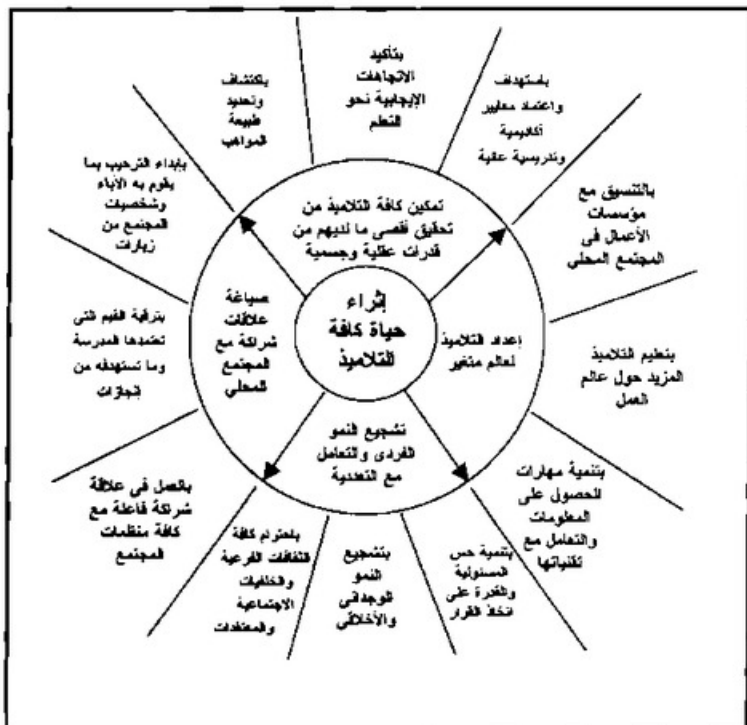 بتأكيد
الاتجاهات
الإيجابية نحو
التعلم
باستهداف
واعتماد معايير
أكاديمية
وتدريسية عالية
بالتنسيق مع
مؤسسات
الأعمال فى
المجتمع المحلي
بتعليم التلاميذ
المزيد حول عالم
العمل
بتنمية مهارات
الحصول على
المعلومات
والتعامل مع
تقنياتها
بتنمية حس
المسئولية
والقدرة على
اتخاذ القرار
بتشجيع
النمو
الوجدانى
والأخلاقي
باحترام كافة
الثقافات الفرعية
والخلفيات
الاجتماعية
والمعتقدات
بالعمل فى علاقة
شراكة فاعلة مع
كافة منظمات
المجتمع
بترقية القيم التى
تعتمدها المدرسة
وما تستهدفه من
إنجازات
بإبداء الترحيب بما
يقوم به الآباء
وشخصيات
المجتمع من
زيارات
باكتشاف
وتحديد
طبيعة
المواهب
تمكين كافة التلاميذ من
تحقيق أقصى ما لديهم من
قدرات عقلية وجسمية
إعداد التلاميذ
لعالم متغير
تشجيع النمو
الفردى والتعامل
مع التعددية
صياغة
علاقات
شراكة مع
المجتمع
المحلي
إثراء
حياة كافة
التلاميذ